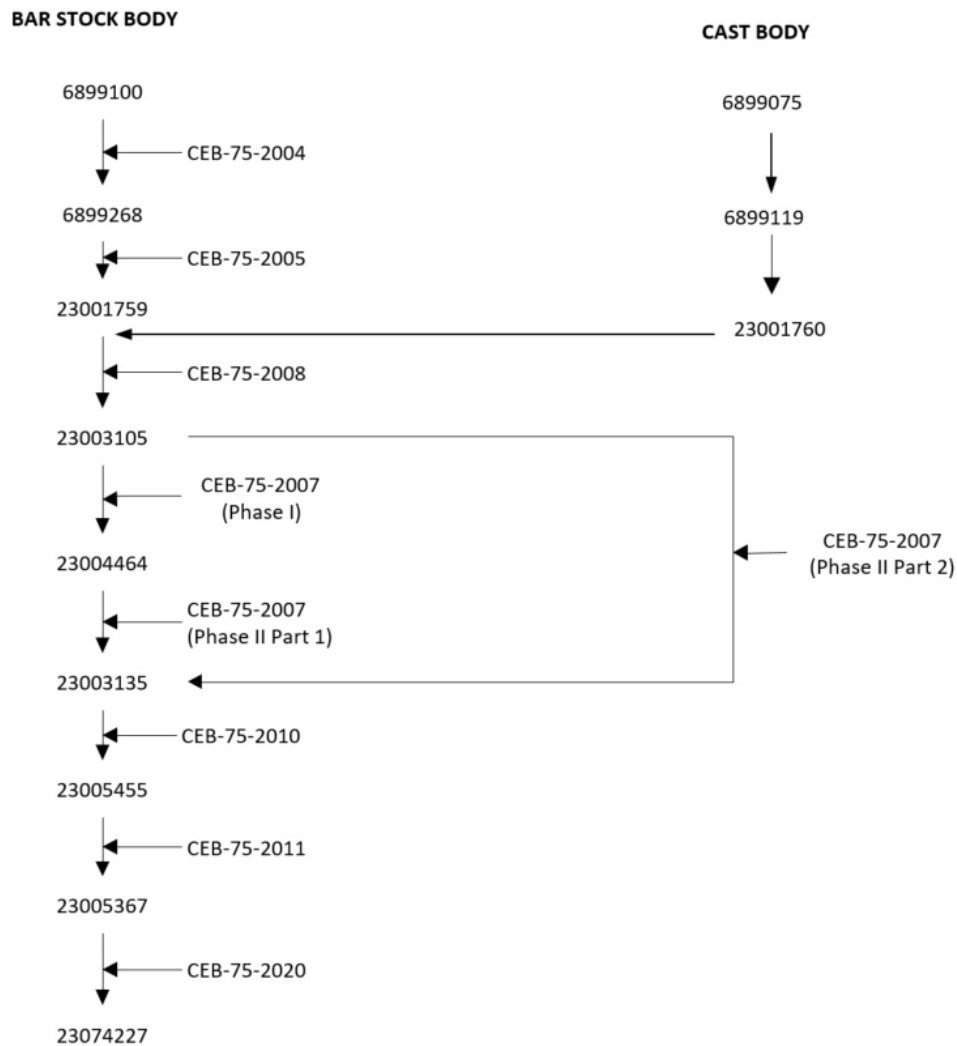 BAR STOCK BODY
CAST BODY
6899100
6899075
CEB-75-2004
6899268
6899119
CEB-75-2005
23001759
23001760
CEB-75-2008
23003105
CEB-75-2007
(Phase I)
CEB-75-2007
(Phase II Part 2)
23004464
CEB-75-2007
(Phase II Part 1)
23003135
CEB-75-2010
23005455
CEB-75-2011
23005367
CEB-75-2020
23074227